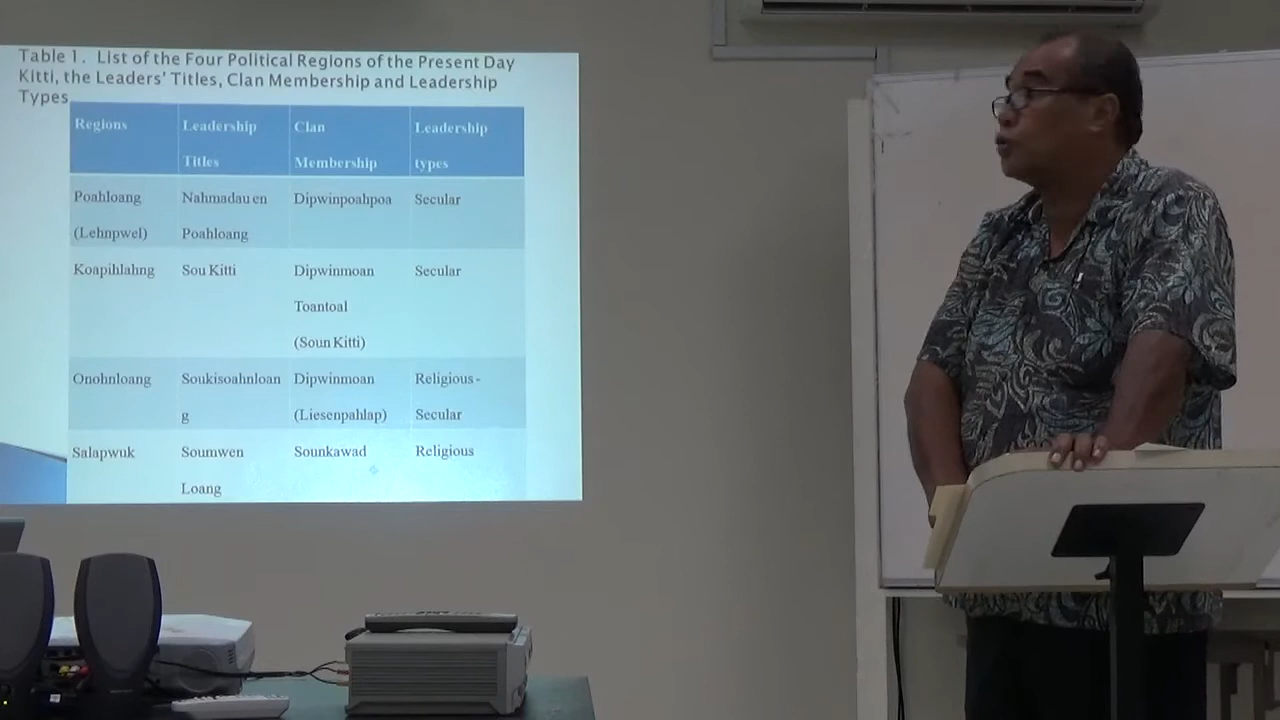 Table 1. List of the Four Political Regions of the Present Day
Kitti, the Leaders' Titles, Clan Membership and Leadership
Types
Regions
Leadership
Titles
Clan
Membership
Leadership
types
Poahloang
(Lehnpwel)
Nahmadau en
Poahloang
Dipwinpoahpoa
Secular
Koapihlahng
Sou Kitti
Dipwinmoan
Toantoal
(Soun Kitti)
Secular
Onohnloang
Soukisoahnloan
g
Dipwinmoan
(Liesenpahlap)
Religious -
Secular
Salapwuk
Soumwen
Loang
Sounkawad
Religious